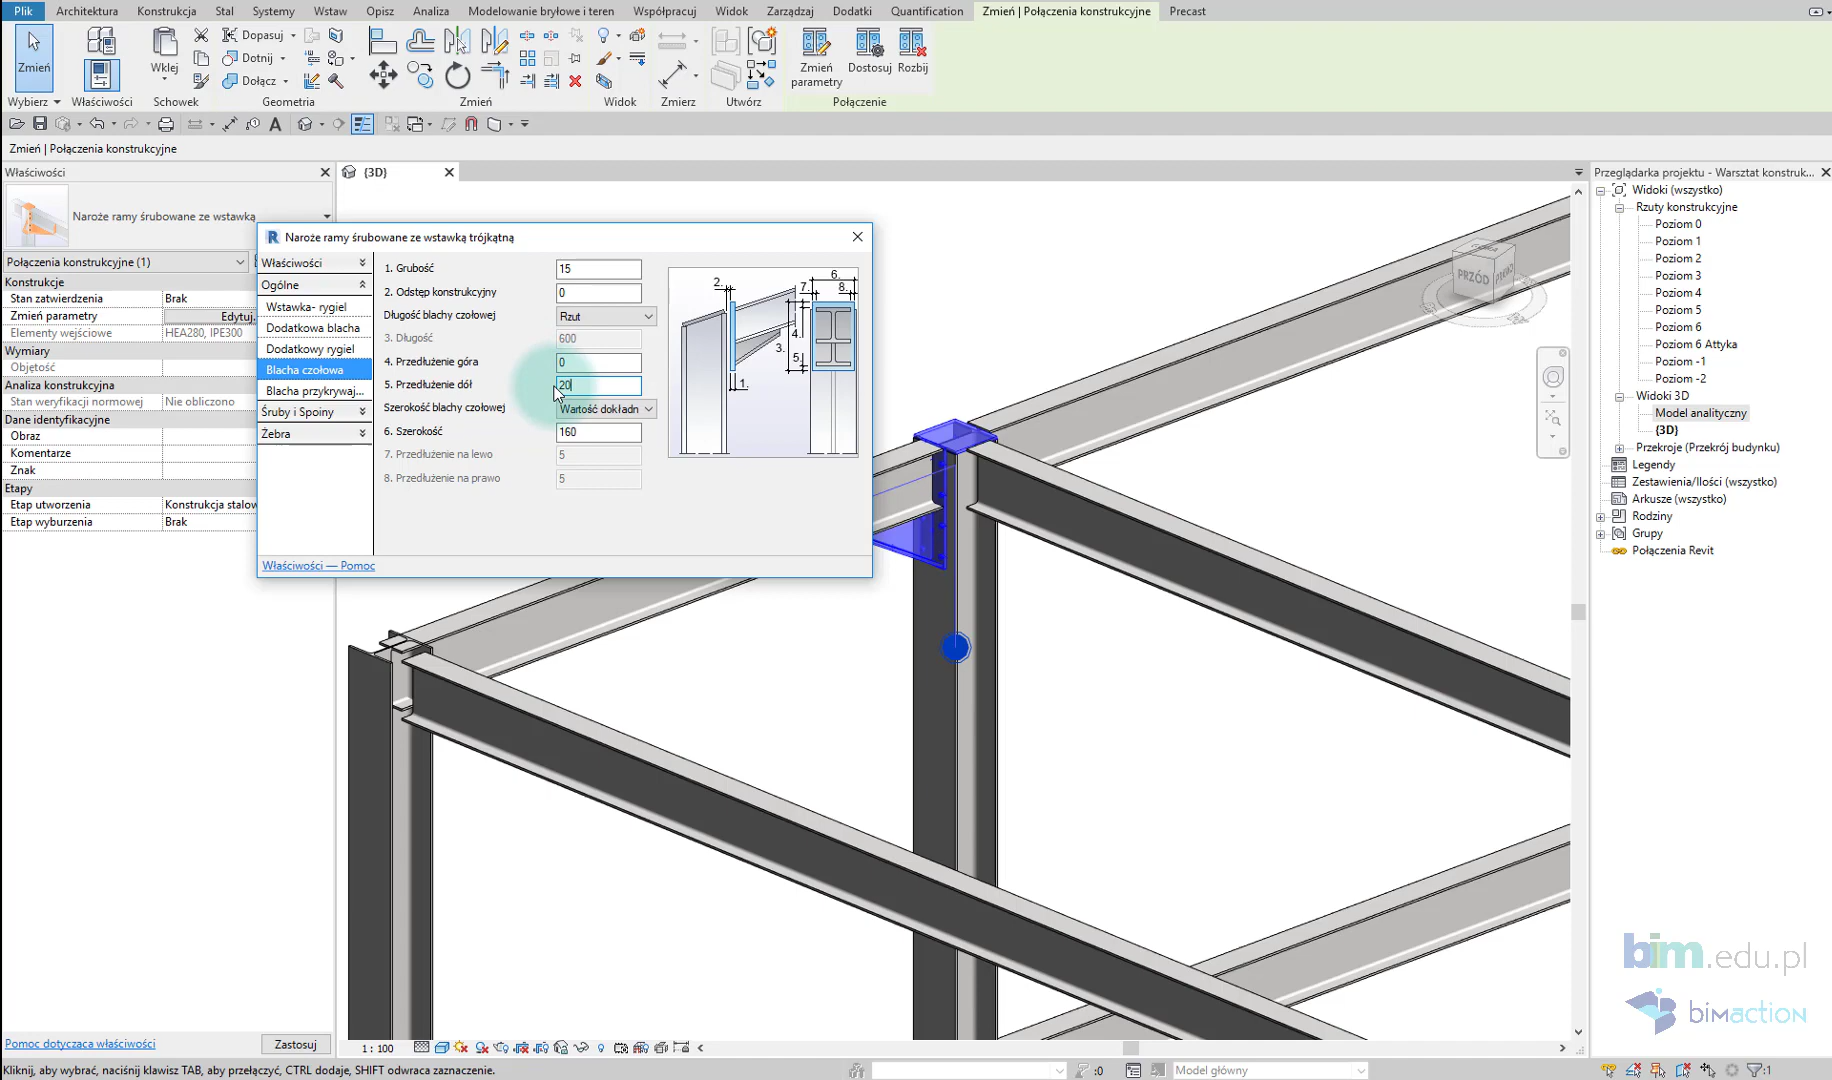 Plik Architektura Konstrukcja Stal Systemy Wstaw Opisz Analiza Modelowanie bryłowe i teren Współpracuj Widok Zarządzaj Dodatki Quantification Zmień | Połączenia konstrukcyjne Precast
Zmień
Wklej
Dopasuj
Dotnij
Dołącz
Zmień parametry
Dostosuj
Rozbij
Wybierz Właściwości Schowek Geometria Zmień Widok Zmierz Utwórz Połączenie
Zmień | Połączenia konstrukcyjne
Właściwości
{3D}
Przeglądarka projektu - Warsztat konstruk...
Naroże ramy śrubowane ze wstawką
Połączenia konstrukcyjne (1)
Konstrukcje
Stan zatwierdzenia Brak
Zmień parametry Edytuj...
Elementy wejściowe HEA280, IPE300
Wymiary
Objętość
Analiza konstrukcyjna
Stan weryfikacji normowej Nie obliczono
Dane identyfikacyjne
Obraz
Komentarze
Znak
Etapy
Etap utworzenia Konstrukcja stalow
Etap wyburzenia Brak
Naroże ramy śrubowane ze wstawką trójkątną
Właściwości
Ogólne
Wstawka- rygiel
Dodatkowa blacha
Dodatkowy rygiel
Blacha czołowa
Blacha przykrywaj...
Śruby i Spoiny
Żebra
1. Grubość 15
2. Odstęp konstrukcyjny 0
Długość blachy czołowej Rzut
3. Długość 600
4. Przedłużenie góra 0
5. Przedłużenie dół 20
Szerokość blachy czołowej Wartość dokładn
6. Szerokość 160
7. Przedłużenie na lewo 5
8. Przedłużenie na prawo 5
2.
6.
7.
8.
4.
3.
5.
1.
Właściwości — Pomoc
PRZÓD
Widoki (wszystko)
Rzuty konstrukcyjne
Poziom 0
Poziom 1
Poziom 2
Poziom 3
Poziom 4
Poziom 5
Poziom 6
Poziom 6 Attyka
Poziom -1
Poziom -2
Widoki 3D
Model analityczny
{3D}
Przekroje (Przekrój budynku)
Legendy
Zestawienia/Ilości (wszystko)
Arkusze (wszystko)
Rodziny
Grupy
Połączenia Revit
bim.edu.pl
bimaction
Pomoc dotycząca właściwości
Zastosuj
1 : 100
Kliknij, aby wybrać, naciśnij klawisz TAB, aby przełączyć, CTRL dodaje, SHIFT odwraca zaznaczenie.
:0
Model główny
:1